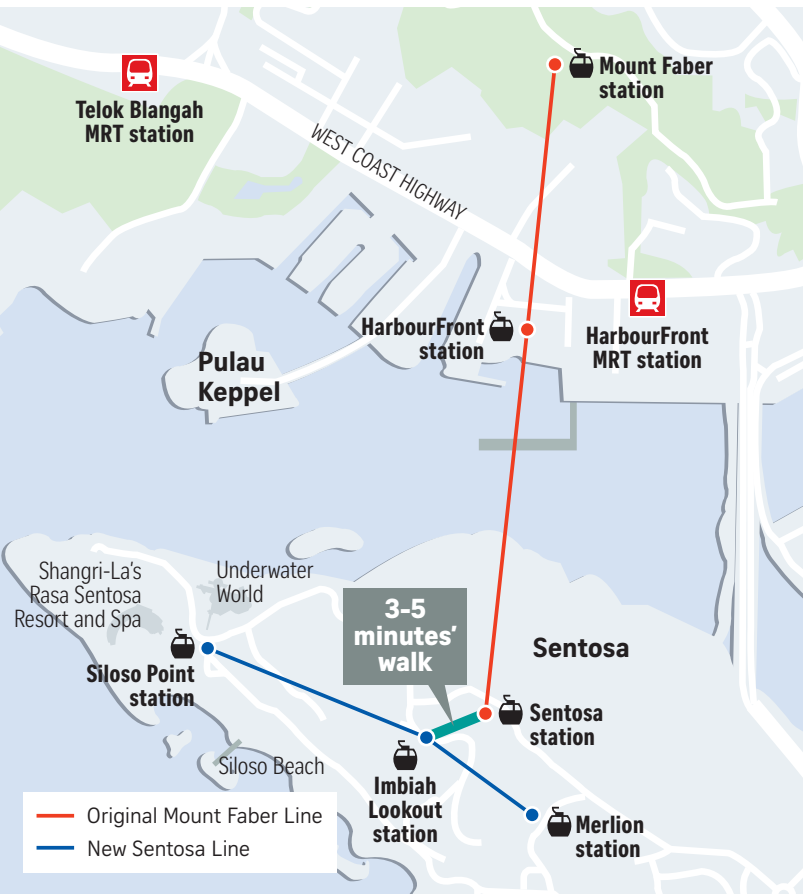 Mount Faber
station
Telok Blangah
MRT station
WEST COAST HIGHWAY
HarbourFront
station
HarbourFront
MRT station
Pulau
Keppel
Shangri-La's
Rasa Sentosa
Resort and Spa
Underwater
World
3-5
minutes'
walk
Sentosa
Siloso Point
station
Sentosa
station
Siloso Beach
Imbiah
Lookout
station
Merlion
station
Original Mount Faber Line
New Sentosa Line